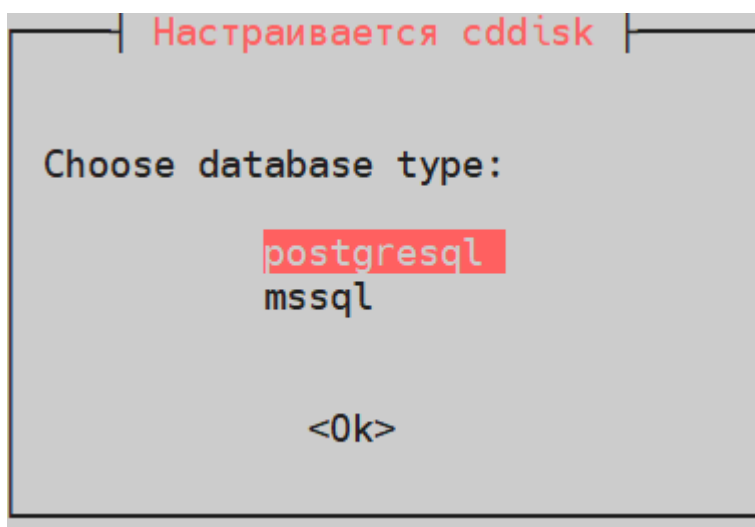 Настраивается cddisk
Choose database type:
postgresql
mssql
<Ok>